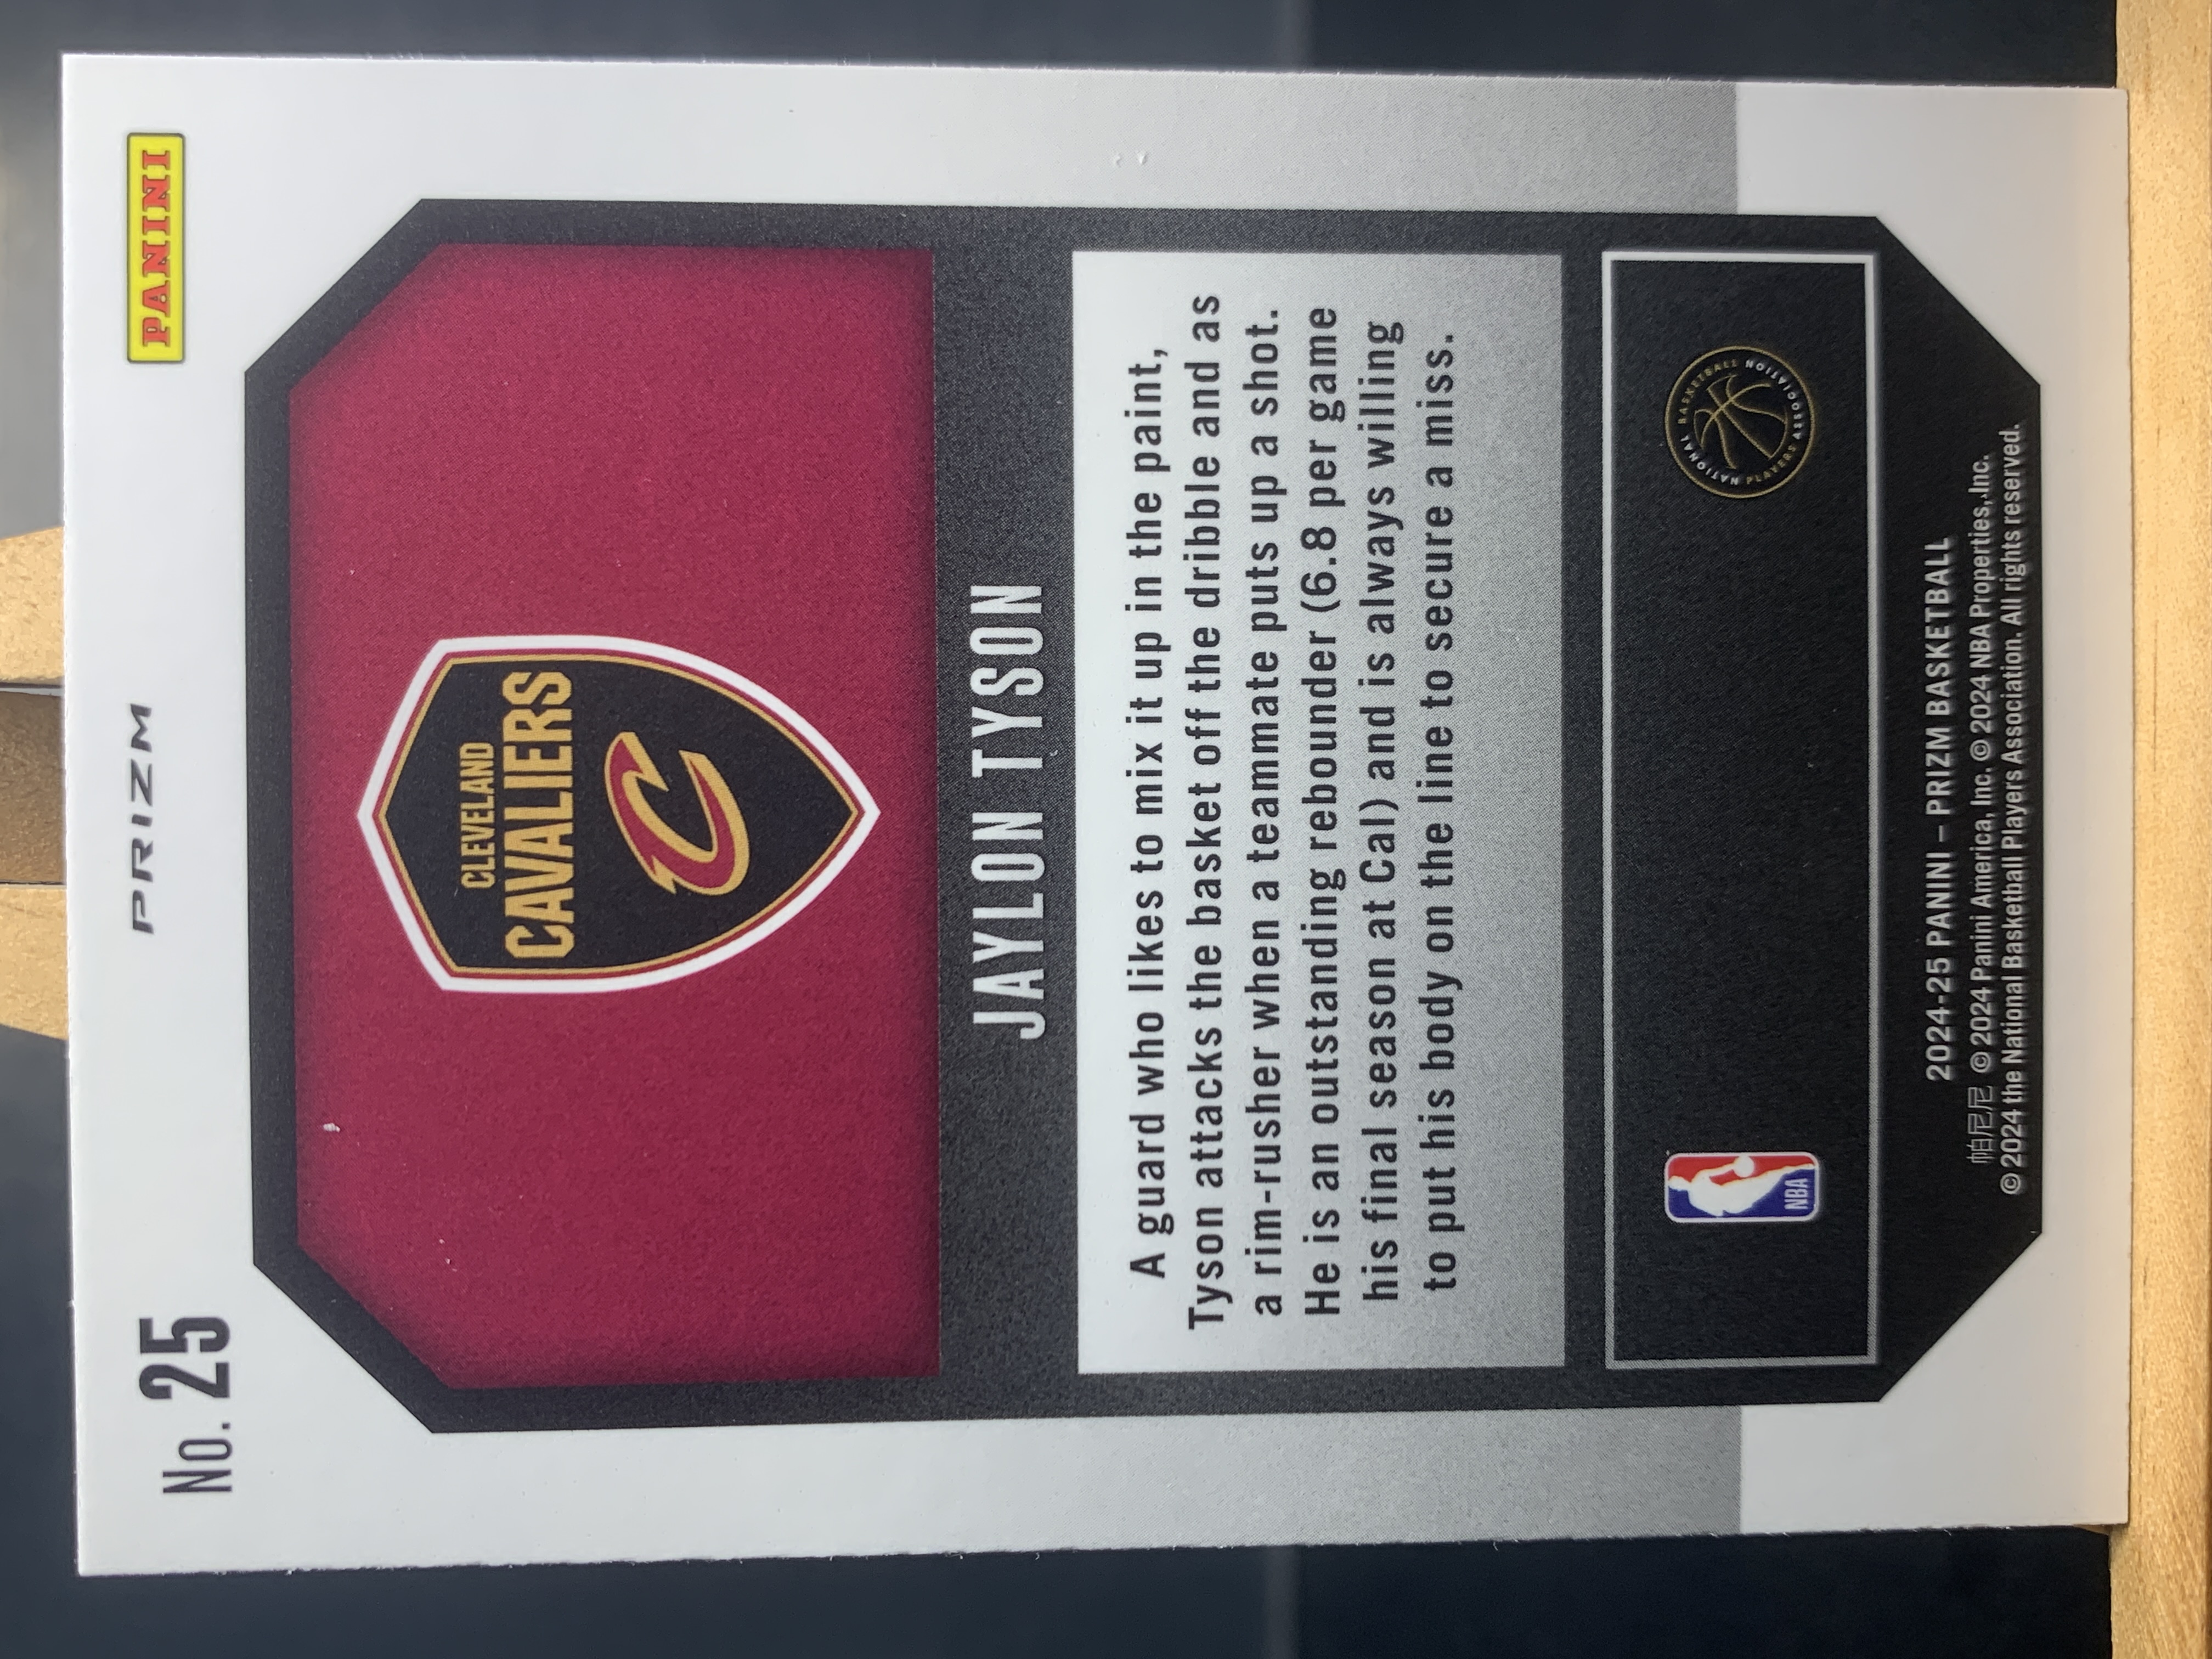 No. 25
PRIZM
PANINI
CLEVELAND
CAVALIERS
JAYLON TYSON
A guard who likes to mix it up in the paint,
Tyson attacks the basket off the dribble and as
a rim-rusher when a teammate puts up a shot.
He is an outstanding rebounder (6.8 per game
his final season at Cal) and is always willing
to put his body on the line to secure a miss.
NBA
NATIONAL BASKETBALL PLAYERS ASSOCIATION
2024-25 PANINI – PRIZM BASKETBALL
帕尼尼 © 2024 Panini America, Inc. © 2024 NBA Properties, Inc.
© 2024 the National Basketball Players Association. All rights reserved.